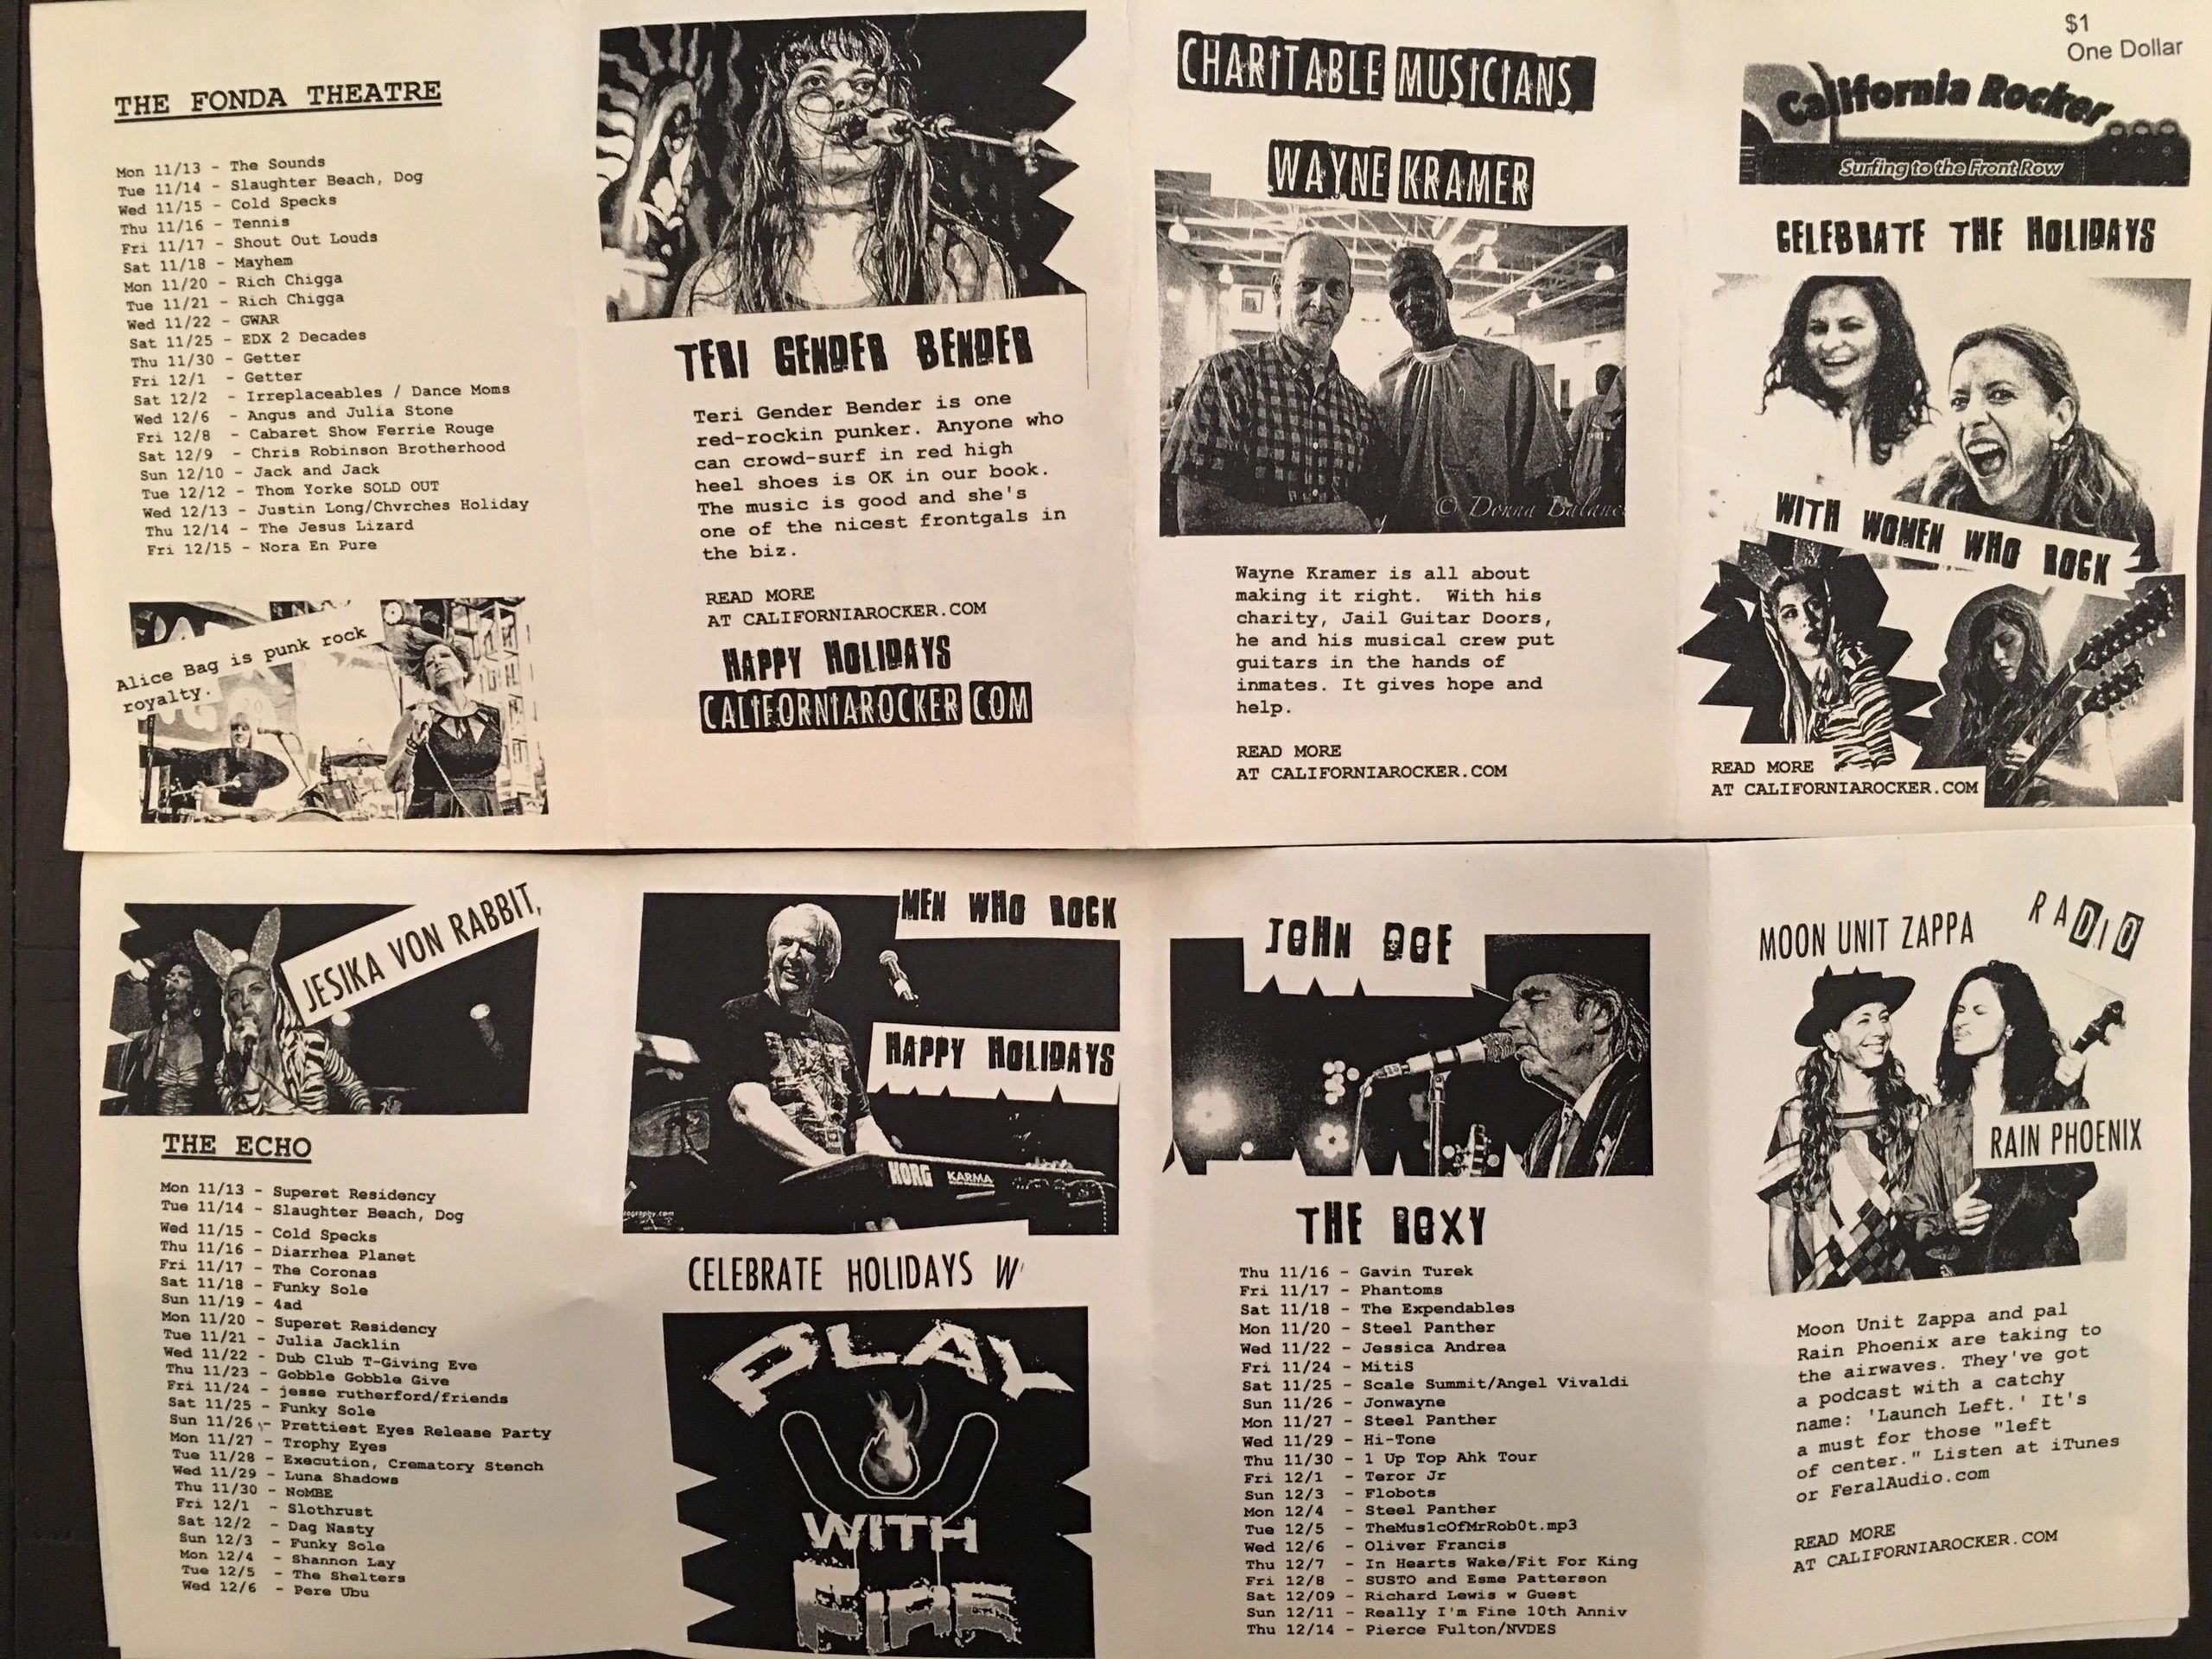 THE FONDA THEATRE
Mon 11/13 - The Sounds
Tue 11/14 - Slaughter Beach, Dog
Wed 11/15 - Cold Specks
Thu 11/16 - Tennis
Fri 11/17 - Shout Out Louds
Sat 11/18 - Mayhem
Mon 11/20 - Rich Chigga
Tue 11/21 - Rich Chigga
Wed 11/22 - GWAR
Sat 11/25 - EDX 2 Decades
Thu 11/30 - Getter
Fri 12/1 - Getter
Sat 12/2 - Irreplaceables / Dance Moms
Wed 12/6 - Angus and Julia Stone
Fri 12/8 - Cabaret Show Ferrie Rouge
Sat 12/9 - Chris Robinson Brotherhood
Sun 12/10 - Jack and Jack
Tue 12/12 - Thom Yorke SOLD OUT
Wed 12/13 - Justin Long/Chvrches Holiday
Thu 12/14 - The Jesus Lizard
Fri 12/15 - Nora En Pure
Alice Bag is punk rock
royalty.
TERI GENDER BENDER
Teri Gender Bender is one
red-rockin punker. Anyone who
can crowd-surf in red high
heel shoes is OK in our book.
The music is good and she's
one of the nicest frontgals in
the biz.
READ MORE
AT CALIFORNIAROCKER.COM
HAPPY HOLIDAYS
CALIFORNIAROCKER COM
CHARITABLE MUSICIANS
WAYNE KRAMER
© Donna Balanc
Wayne Kramer is all about
making it right. With his
charity, Jail Guitar Doors,
he and his musical crew put
guitars in the hands of
inmates. It gives hope and
help.
READ MORE
AT CALIFORNIAROCKER.COM
$1
One Dollar
California Rocker
Surfing to the Front Row
CELEBRATE THE HOLIDAYS
WITH WOMEN WHO ROCK
READ MORE
AT CALIFORNIAROCKER.COM
JESIKA VON RABBIT,
THE ECHO
Mon 11/13 - Superet Residency
Tue 11/14 - Slaughter Beach, Dog
Wed 11/15 - Cold Specks
Thu 11/16 - Diarrhea Planet
Fri 11/17 - The Coronas
Sat 11/18 - Funky Sole
Sun 11/19 - 4ad
Mon 11/20 - Superet Residency
Tue 11/21 - Julia Jacklin
Wed 11/22 - Dub Club T-Giving Eve
Thu 11/23 - Gobble Gobble Give
Fri 11/24 - jesse rutherford/friends
Sat 11/25 - Funky Sole
Sun 11/26 - Prettiest Eyes Release Party
Mon 11/27 - Trophy Eyes
Tue 11/28 - Execution, Crematory Stench
Wed 11/29 - Luna Shadows
Thu 11/30 - NoMBE
Fri 12/1 - Slothrust
Sat 12/2 - Dag Nasty
Sun 12/3 - Funky Sole
Mon 12/4 - Shannon Lay
Tue 12/5 - The Shelters
Wed 12/6 - Pere Ubu
MEN WHO ROCK
HAPPY HOLIDAYS
KORG KARMA
ography.com
CELEBRATE HOLIDAYS W
PLAY
WITH
FIRE
JOHN DOE
THE ROXY
Thu 11/16 - Gavin Turek
Fri 11/17 - Phantoms
Sat 11/18 - The Expendables
Mon 11/20 - Steel Panther
Wed 11/22 - Jessica Andrea
Fri 11/24 - MitiS
Sat 11/25 - Scale Summit/Angel Vivaldi
Sun 11/26 - Jonwayne
Mon 11/27 - Steel Panther
Wed 11/29 - Hi-Tone
Thu 11/30 - 1 Up Top Ahk Tour
Fri 12/1 - Teror Jr
Sun 12/3 - Flobots
Mon 12/4 - Steel Panther
Tue 12/5 - TheMus1cOfMrRob0t.mp3
Wed 12/6 - Oliver Francis
Thu 12/7 - In Hearts Wake/Fit For King
Fri 12/8 - SUSTO and Esme Patterson
Sat 12/09 - Richard Lewis w Guest
Sun 12/11 - Really I'm Fine 10th Anniv
Thu 12/14 - Pierce Fulton/NVDES
RADIO
MOON UNIT ZAPPA
RAIN PHOENIX
Moon Unit Zappa and pal
Rain Phoenix are taking to
the airwaves. They've got
a podcast with a catchy
name: 'Launch Left.' It's
a must for those "left
of center." Listen at iTunes
or FeralAudio.com
READ MORE
AT CALIFORNIAROCKER.COM